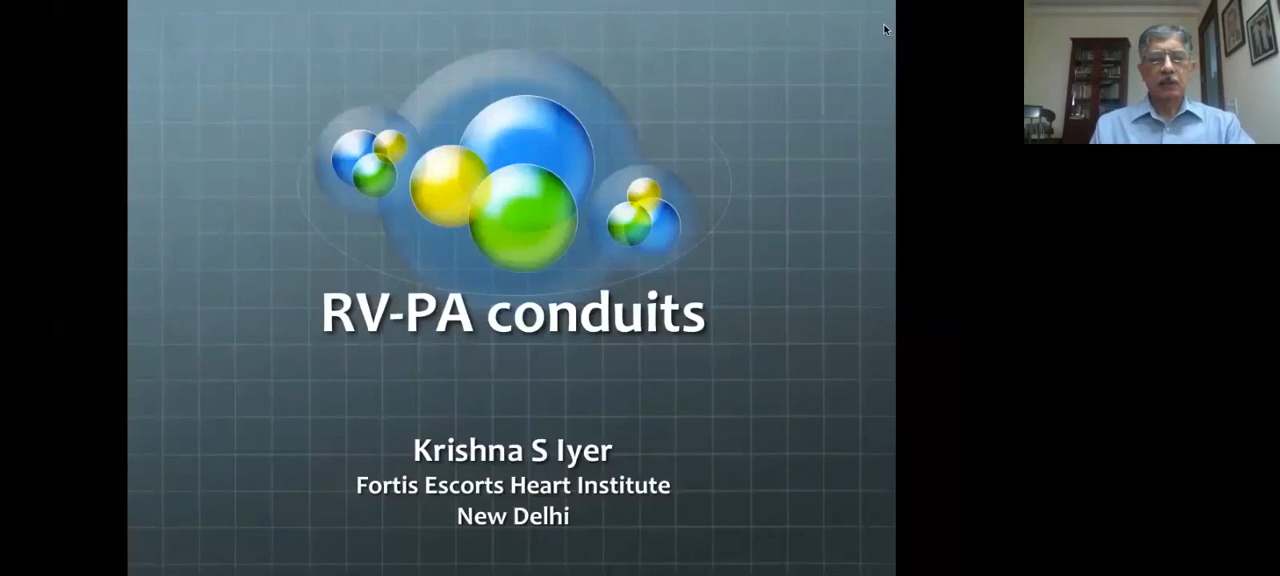 RV-PA conduits
Krishna S Iyer
Fortis Escorts Heart Institute
New Delhi